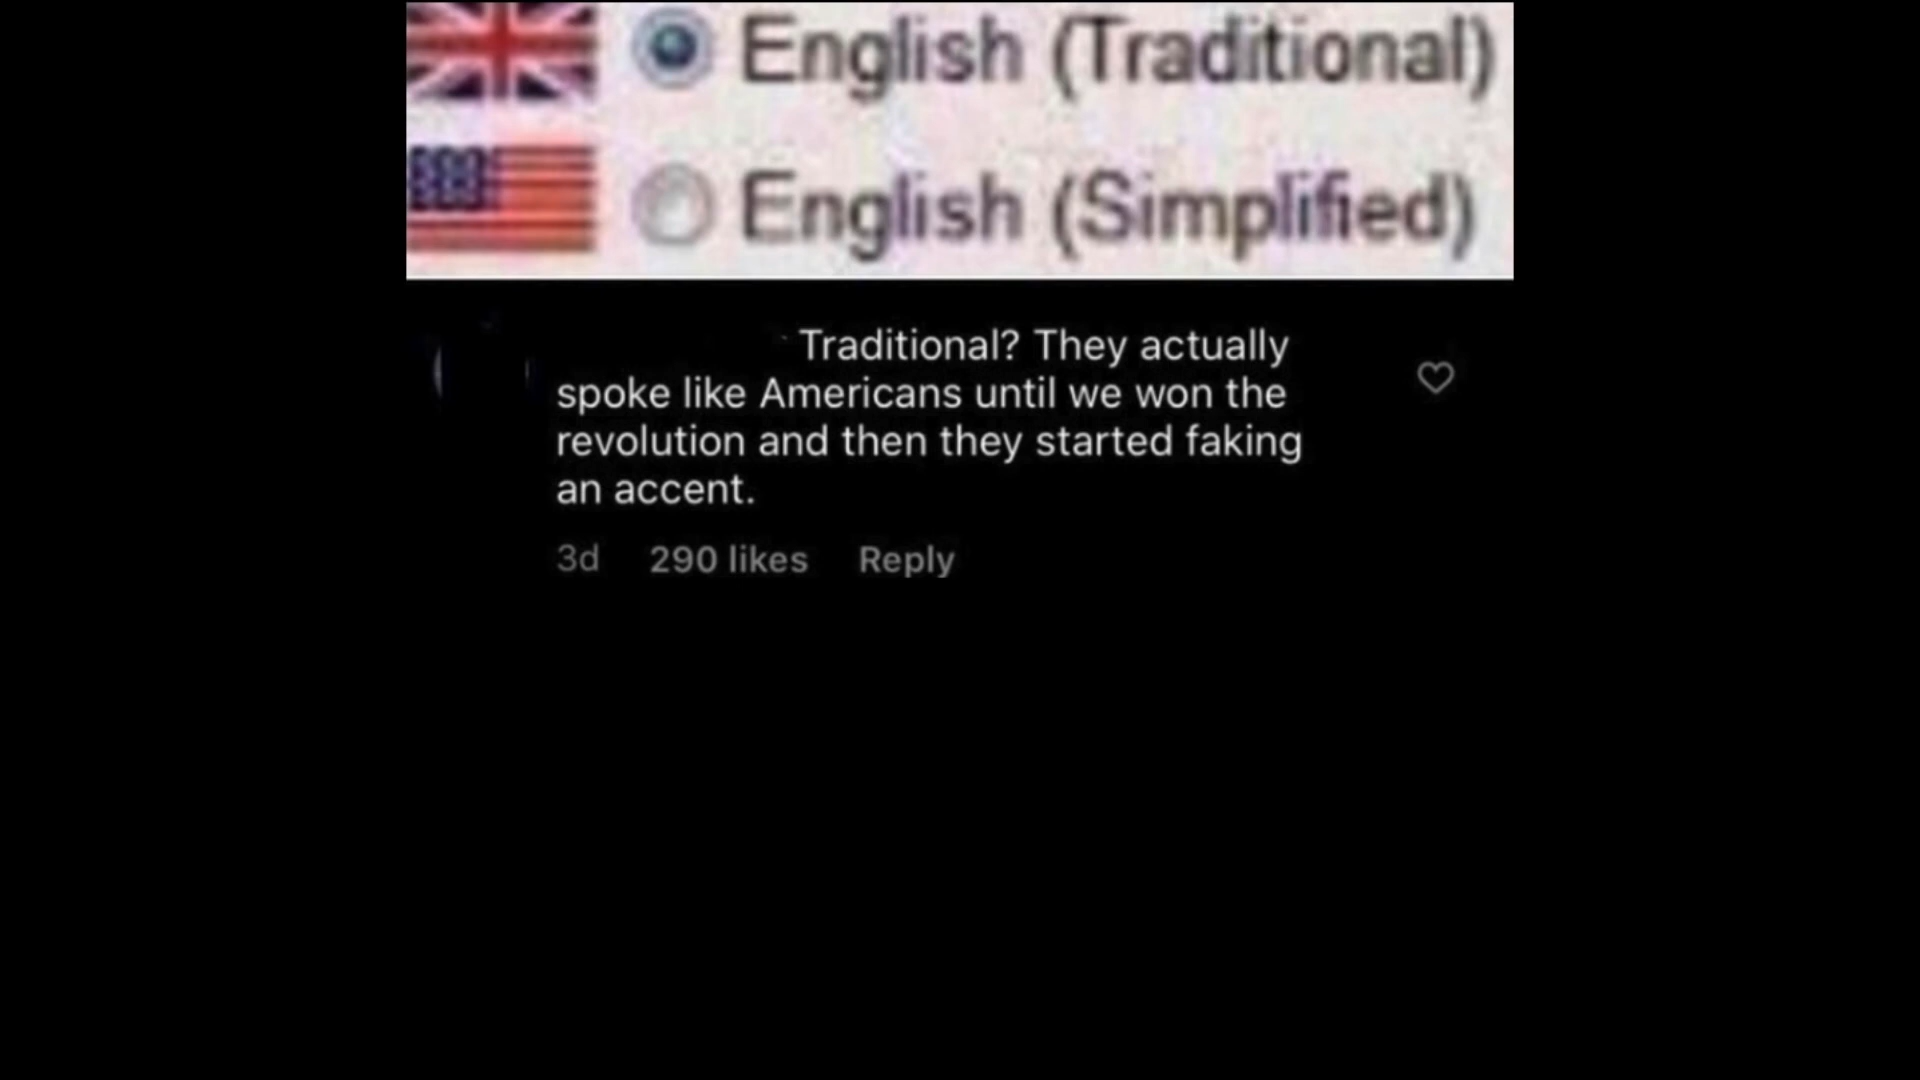 English (Traditional)
English (Simplified)
Traditional? They actually
spoke like Americans until we won the
revolution and then they started faking
an accent.
3d 290 likes Reply